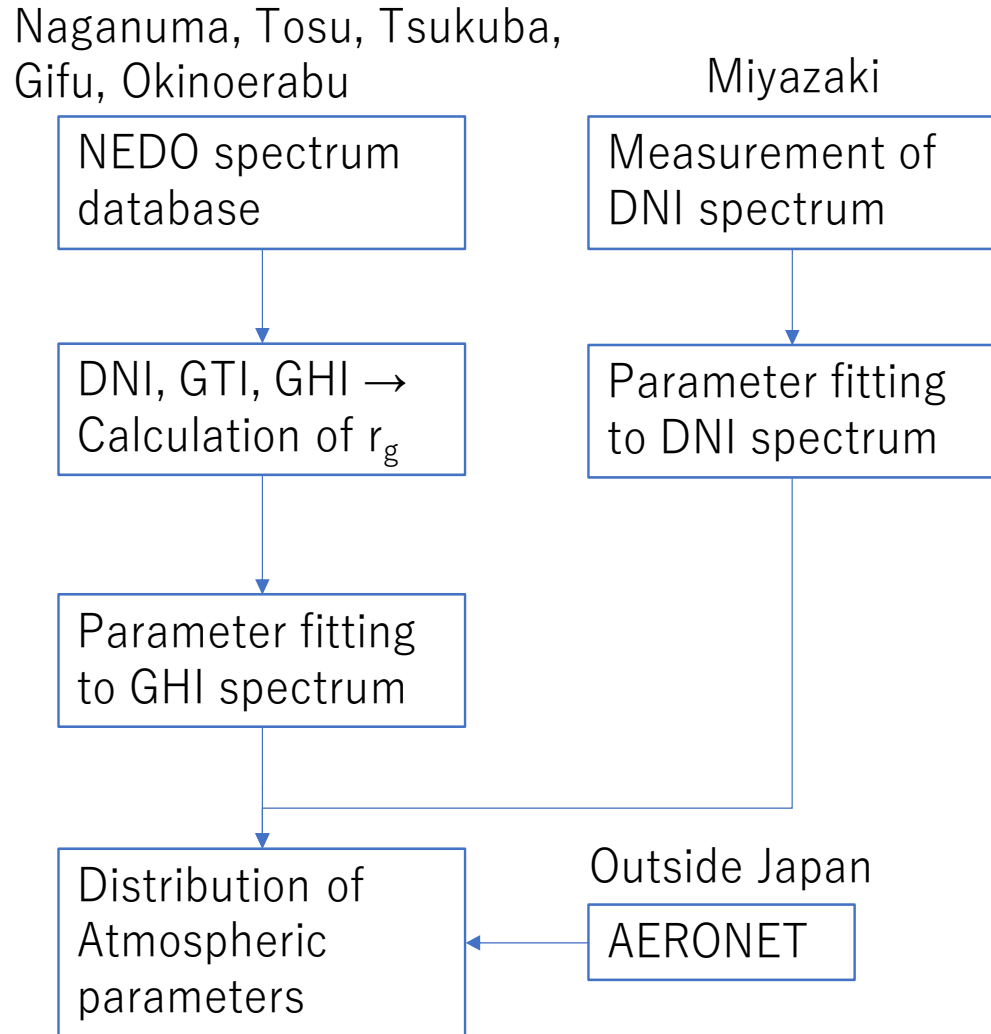 Naganuma, Tosu, Tsukuba,
Gifu, Okinoerabu
NEDO spectrum
database
DNI, GTI, GHI →
Calculation of r_g
Parameter fitting
to GHI spectrum
Miyazaki
Measurement of
DNI spectrum
Parameter fitting
to DNI spectrum
Distribution of
Atmospheric
parameters
Outside Japan
AERONET